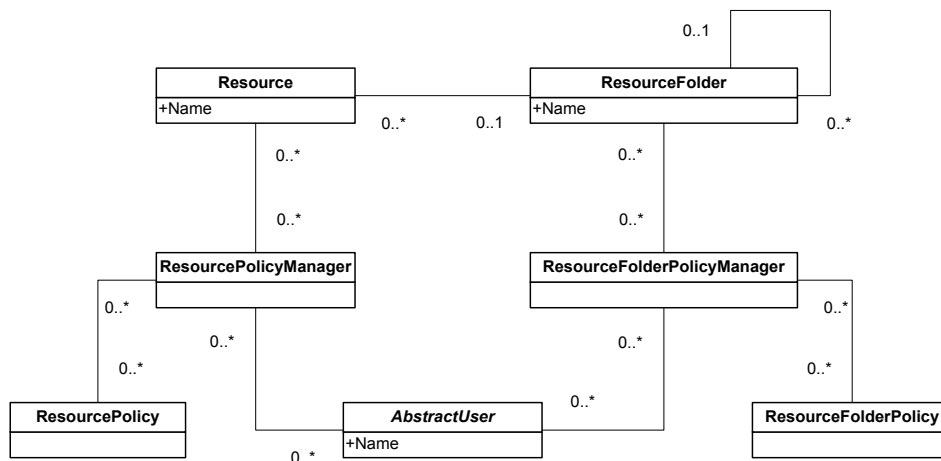 0..1
Resource
ResourceFolder
+Name
+Name
0..*
0..1
0..*
0..*
0..*
0..*
0..*
ResourcePolicyManager
ResourceFolderPolicyManager
0..*
0..*
0..*
0..*
0..*
0..*
0..*
ResourcePolicy
AbstractUser
ResourceFolderPolicy
+Name
0..*